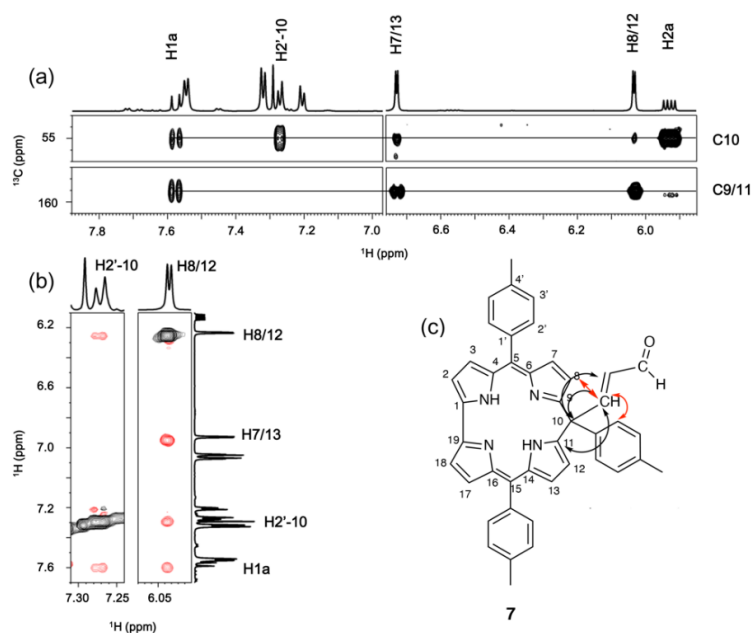 (a)
H1a
H2'-10
H7/13
H8/12
H2a
¹³C (ppm)
55
C10
160
C9/11
7.8 7.6 7.4 7.2 7.0 6.6 6.4 6.2 6.0
¹H (ppm) ¹H (ppm)
(b)
H2'-10
H8/12
6.2
H8/12
6.6
¹H (ppm)
7.0
H7/13
7.2
H2'-10
7.6
H1a
7.30 7.25 6.05
¹H (ppm) ¹H (ppm)
(c)
4'
3'
2'
1'
O
H
3 4 5 6 7
2 8
NH N 9 CH
1 10
19 N HN 11
18 12
17 16 15 14 13
7